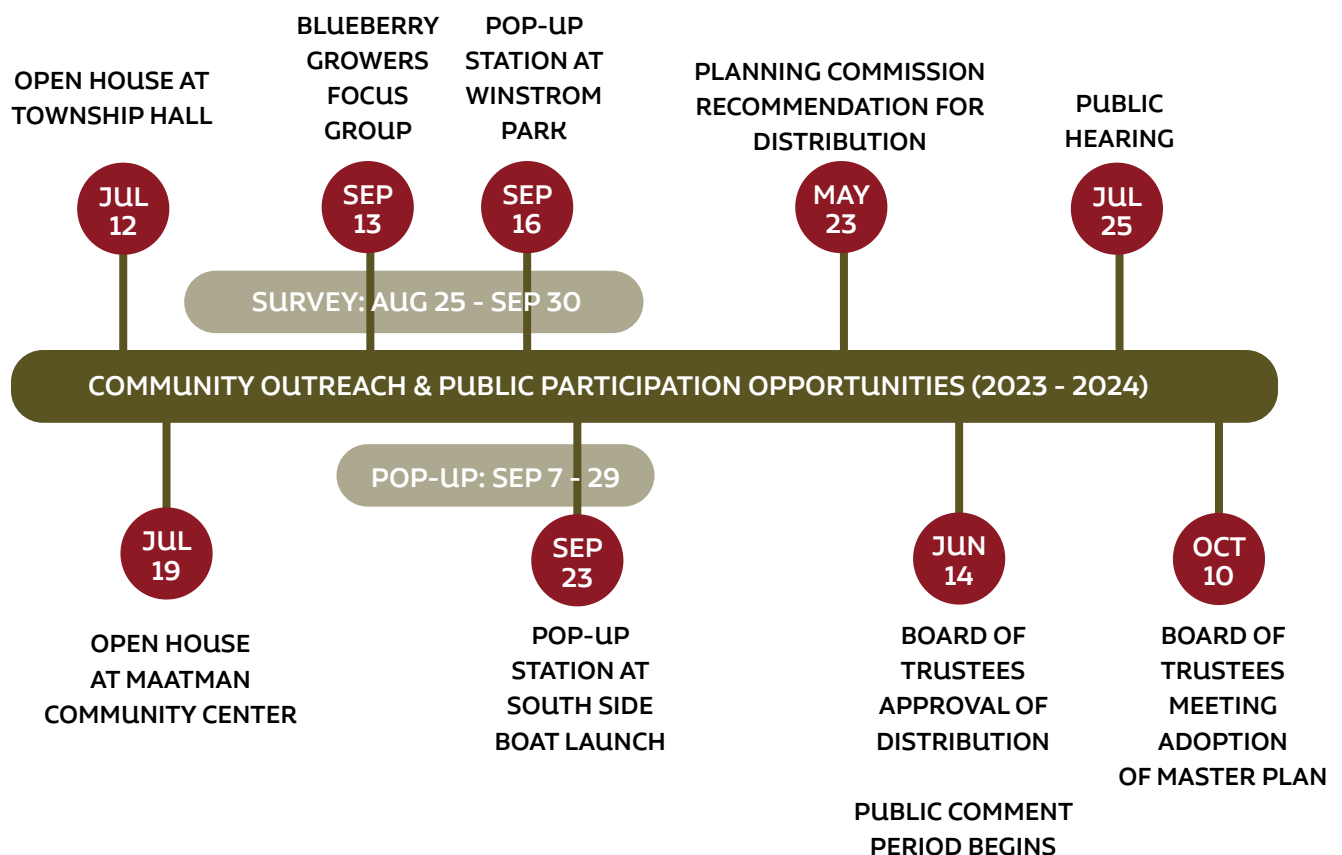 OPEN HOUSE AT
TOWNSHIP HALL
JUL
12
BLUEBERRY
GROWERS
FOCUS
GROUP
SEP
13
POP-UP
STATION AT
WINSTROM
PARK
SEP
16
PLANNING COMMISSION
RECOMMENDATION FOR
DISTRIBUTION
MAY
23
PUBLIC
HEARING
JUL
25
SURVEY: AUG 25 - SEP 30
COMMUNITY OUTREACH & PUBLIC PARTICIPATION OPPORTUNITIES (2023 - 2024)
POP-UP: SEP 7 - 29
JUL
19
OPEN HOUSE
AT MAATMAN
COMMUNITY CENTER
SEP
23
POP-UP
STATION AT
SOUTH SIDE
BOAT LAUNCH
JUN
14
BOARD OF
TRUSTEES
APPROVAL OF
DISTRIBUTION
PUBLIC COMMENT
PERIOD BEGINS
OCT
10
BOARD OF
TRUSTEES
MEETING
ADOPTION
OF MASTER PLAN